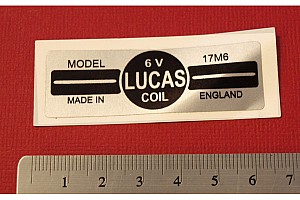 MODEL 6 V 17M6
LUCAS
MADE IN COIL ENGLAND
1 2 3 4 5 6 7